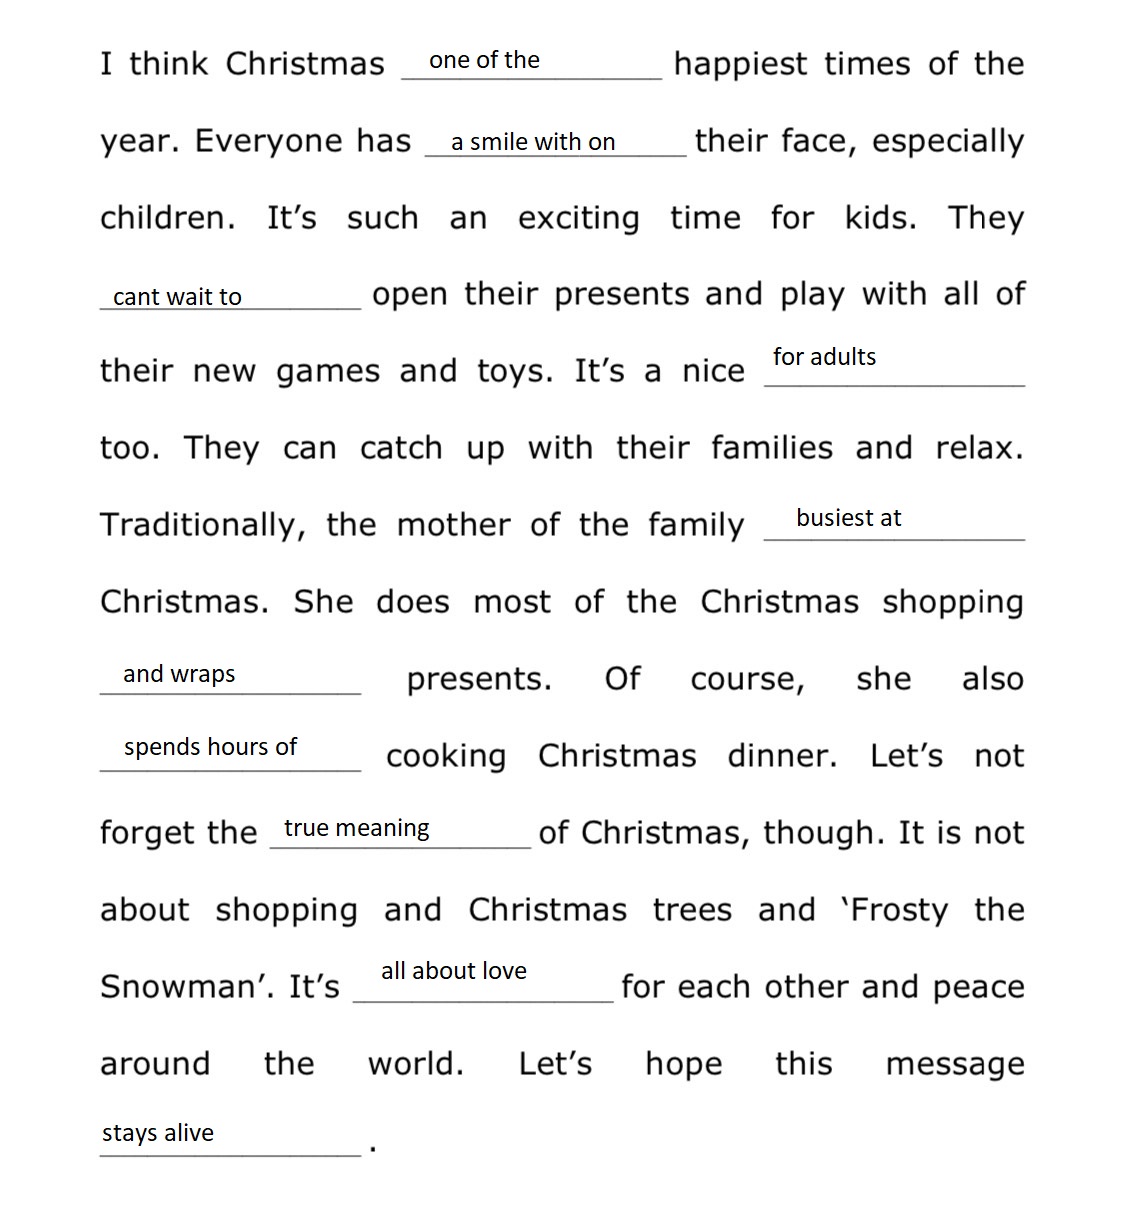 I think Christmas one of the happiest times of the
year. Everyone has a smile with on their face, especially
children. It’s such an exciting time for kids. They
cant wait to open their presents and play with all of
their new games and toys. It’s a nice for adults
too. They can catch up with their families and relax.
Traditionally, the mother of the family busiest at
Christmas. She does most of the Christmas shopping
and wraps presents. Of course, she also
spends hours of cooking Christmas dinner. Let’s not
forget the true meaning of Christmas, though. It is not
about shopping and Christmas trees and ‘Frosty the
Snowman’. It’s all about love for each other and peace
around the world. Let’s hope this message
stays alive .